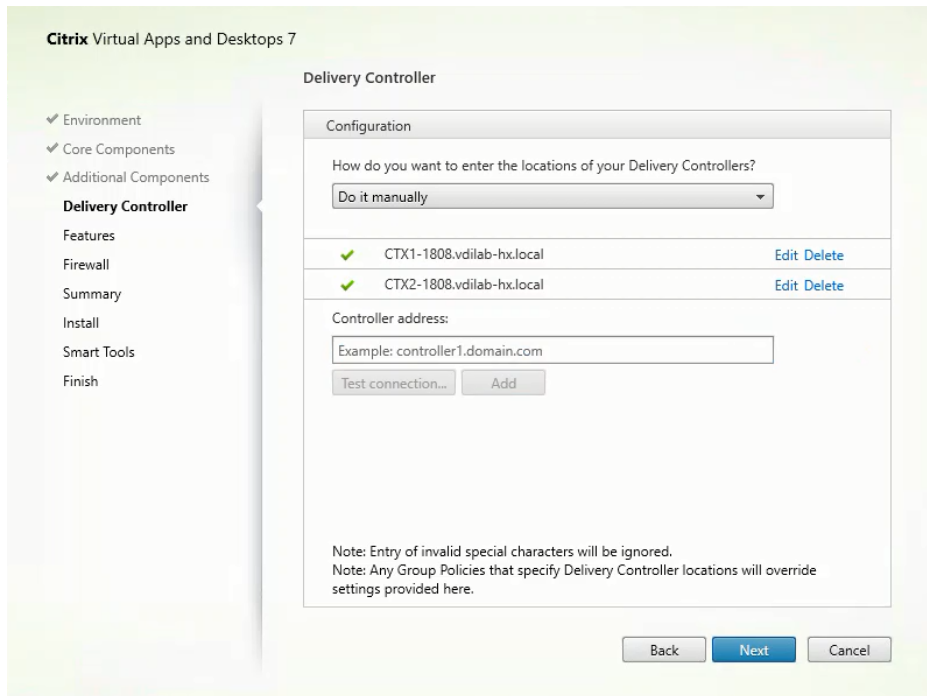 Citrix Virtual Apps and Desktops 7
Delivery Controller
Environment
Core Components
Additional Components
Delivery Controller
Features
Firewall
Summary
Install
Smart Tools
Finish
Configuration
How do you want to enter the locations of your Delivery Controllers?
Do it manually
CTX1-1808.vdilab-hx.local Edit Delete
CTX2-1808.vdilab-hx.local Edit Delete
Controller address:
Example: controller1.domain.com
Test connection... Add
Note: Entry of invalid special characters will be ignored.
Note: Any Group Policies that specify Delivery Controller locations will override
settings provided here.
Back Next Cancel